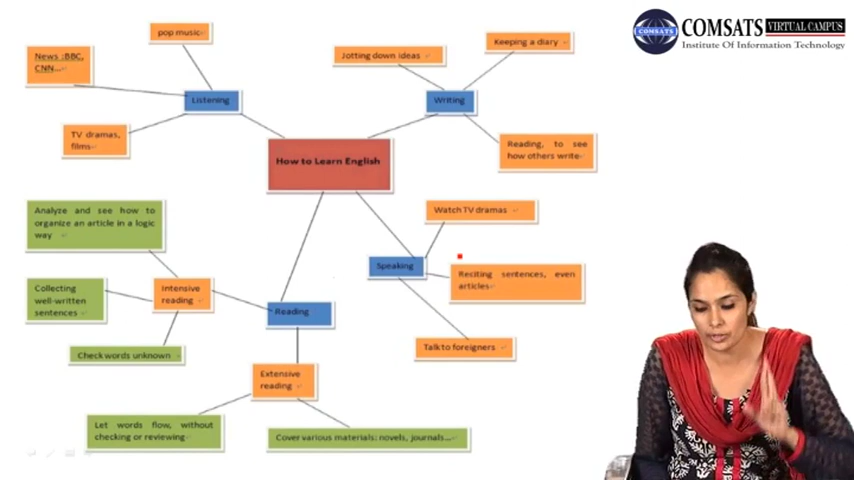 COMSATS VIRTUAL CAMPUS
Institute Of Information Technology
COMSATS
pop music
News :BBC,
CNN...
Listening
TV dramas,
films
Jotting down ideas
Keeping a diary
Writing
Reading, to see
how others write
How to Learn English
Watch TV dramas
Speaking
Reciting sentences, even
articles
Talk to foreigners
Analyze and see how to
organize an article in a logic
way
Collecting
well-written
sentences
Intensive
reading
Check words unknown
Reading
Extensive
reading
Let words flow, without
checking or reviewing
Cover various materials: novels, journals...